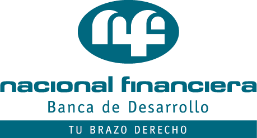 nf
nacional financiera
Banca de Desarrollo
TU BRAZO DERECHO